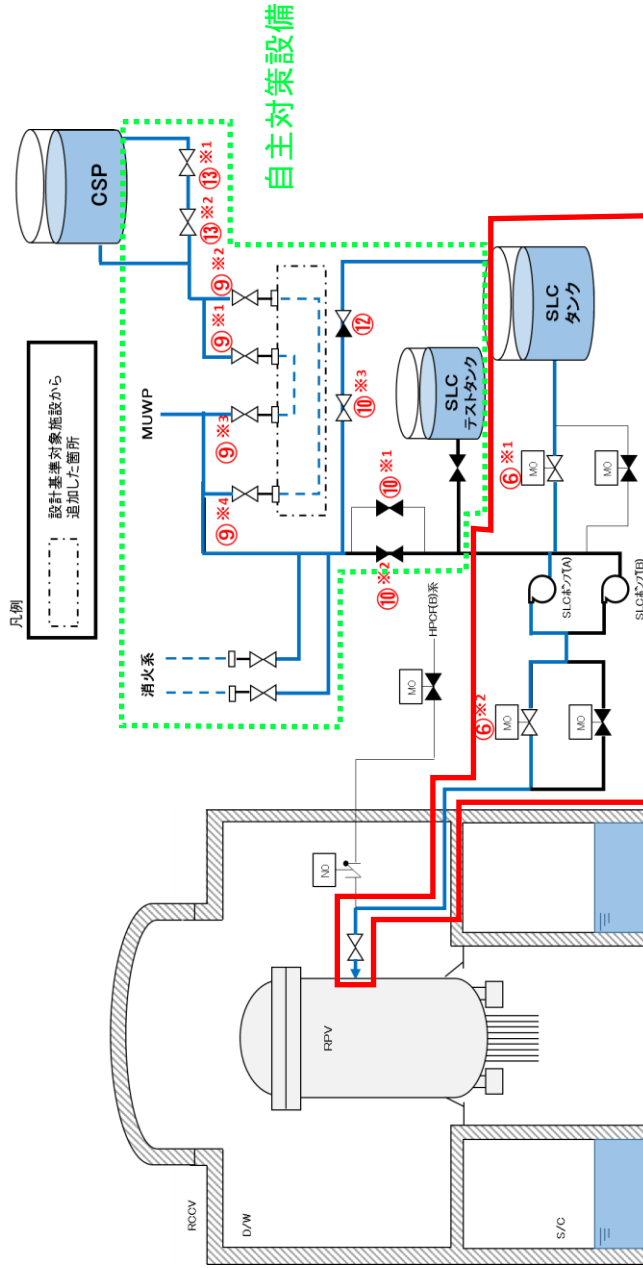 凡例
設計基準対象施設から
追加した箇所
自主対策設備
CSP
⑬※1
⑬※2
⑨※2
⑨※1
MUWP
⑨※3
⑨※4
⑫
⑩※3
SLC
テストタンク
SLC
タンク
⑩※1
⑩※2
消火系
HPCF(B)系
MO
MO
⑥※1
MO
SLCポンプ(A)
SLCポンプ(B)
MO
⑥※2
MO
NO
RPV
RCCV
D/W
S/C